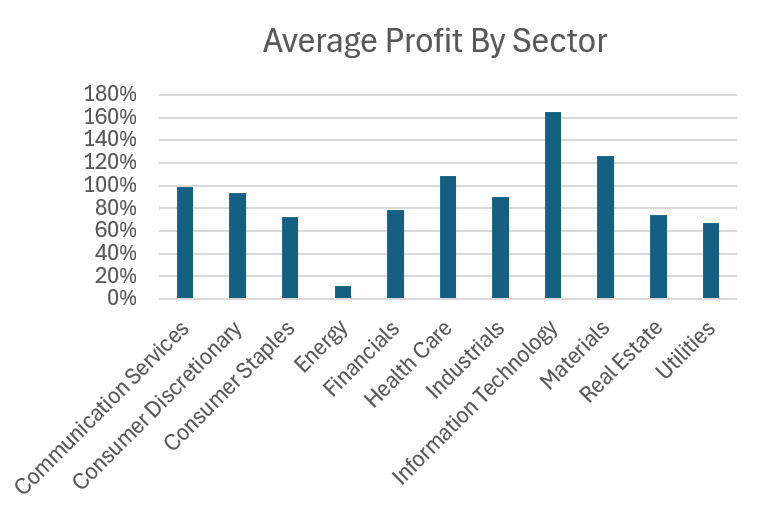 Average Profit By Sector
180%
160%
140%
120%
100%
80%
60%
40%
20%
0%
Communication Services
Consumer Discretionary
Consumer Staples
Energy
Financials
Health Care
Industrials
Information Technology
Materials
Real Estate
Utilities